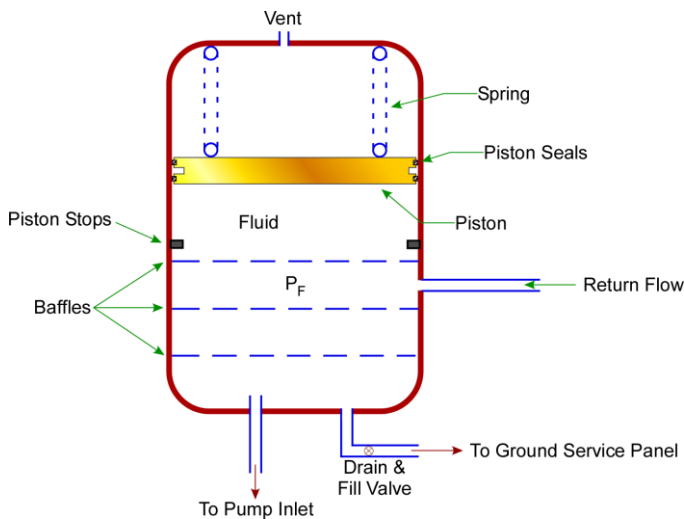 Vent
Spring
Piston Seals
Piston Stops
Fluid
Piston
P_F
Return Flow
Baffles
To Ground Service Panel
Drain &
Fill Valve
To Pump Inlet